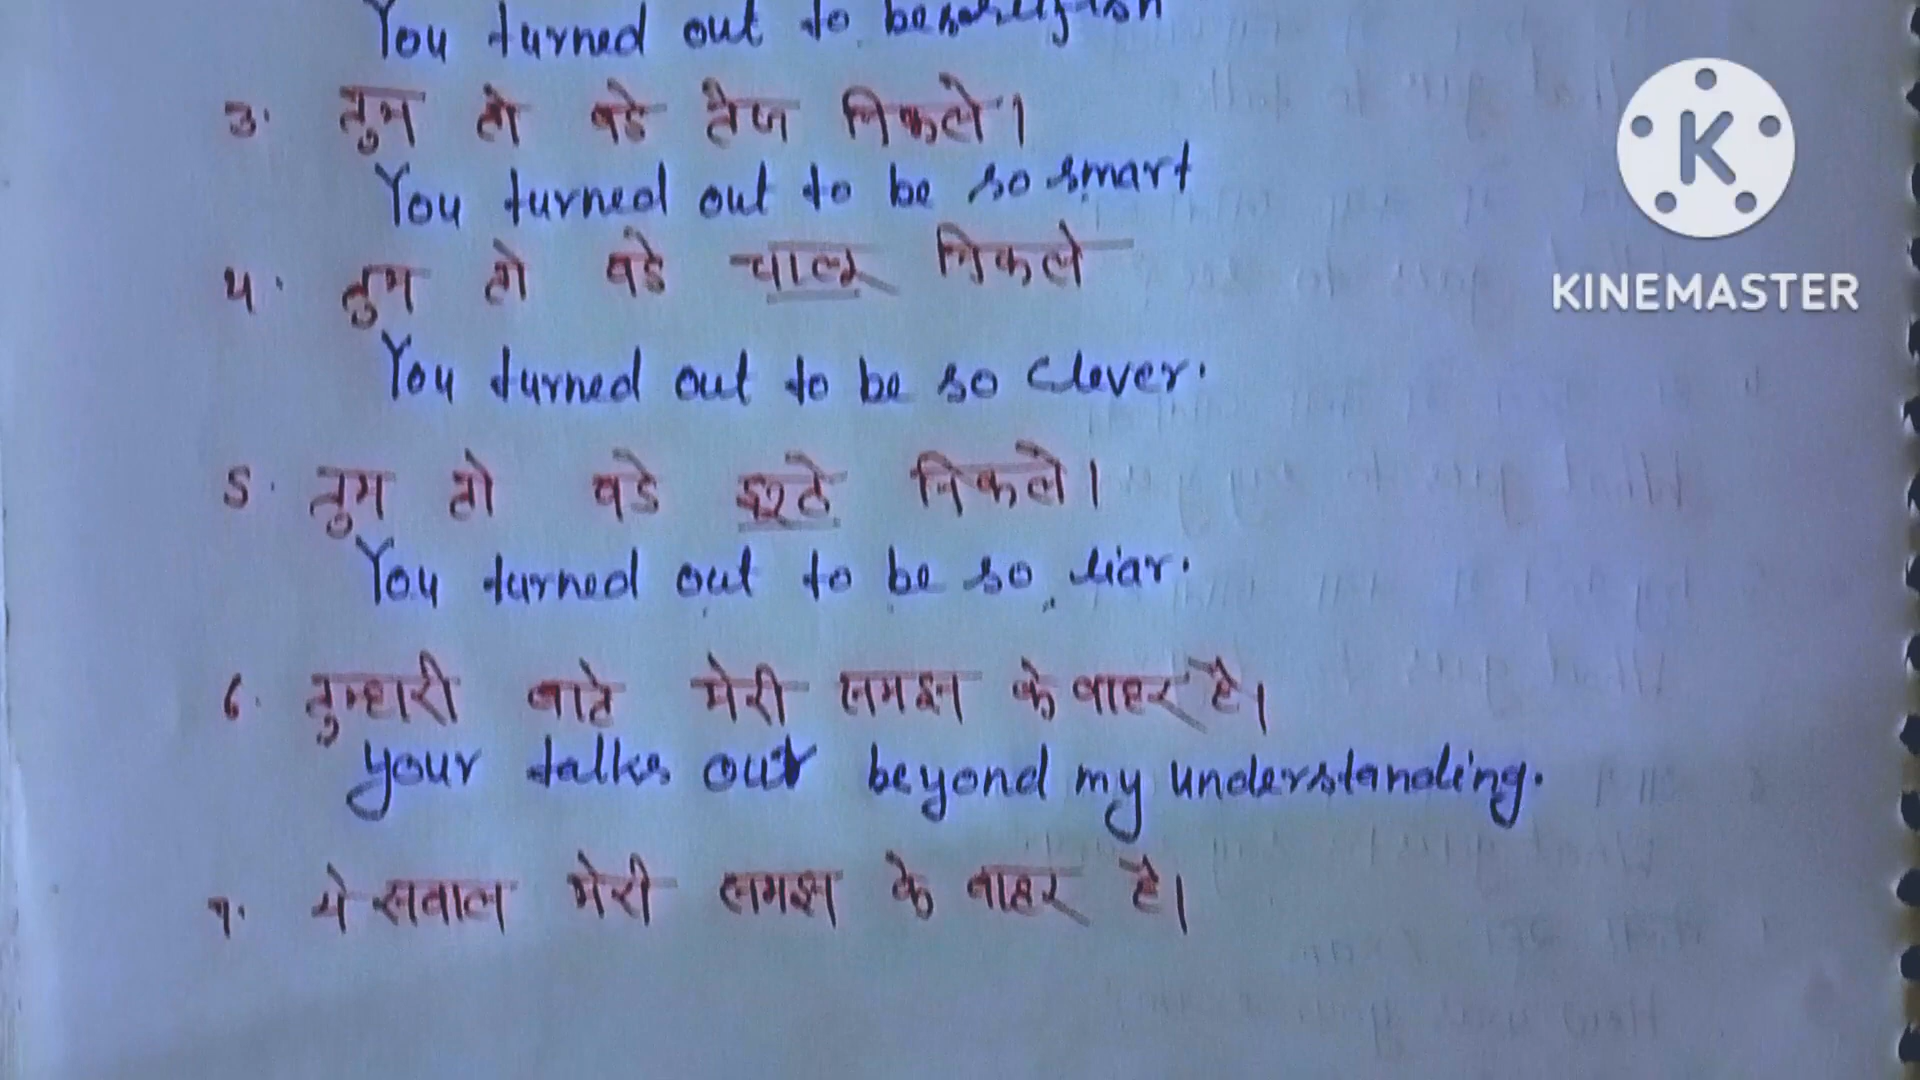 You turned out to be
3. तुम तो बडे तेज निकले।
You turned out to be so smart
4. तुम तो बडे चालू निकले
You turned out to be so clever.
5. तुम तो बडे झूठे निकले।
You turned out to be so liar.
6. तुम्हारी बाते मेरी समझ के बाहर है।
your talks out beyond my understanding.
7. ये सवाल मेरी समझ के बाहर है।
KINEMASTER